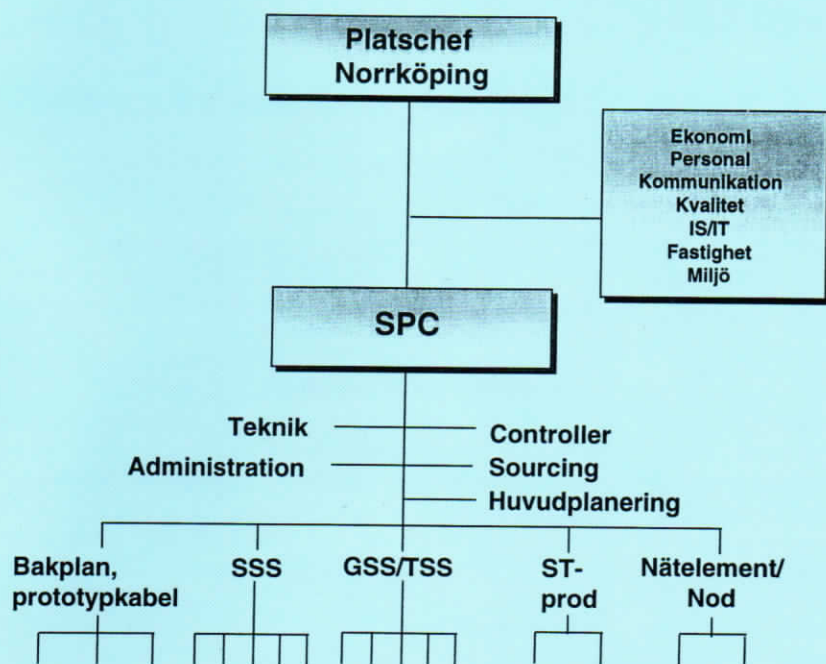 Platschef
Norrköping
Ekonomi
Personal
Kommunikation
Kvalitet
IS/IT
Fastighet
Miljö
SPC
Teknik
Controller
Administration
Sourcing
Huvudplanering
Bakplan,
prototypkabel
SSS
GSS/TSS
ST-
prod
Nätelement/
Nod